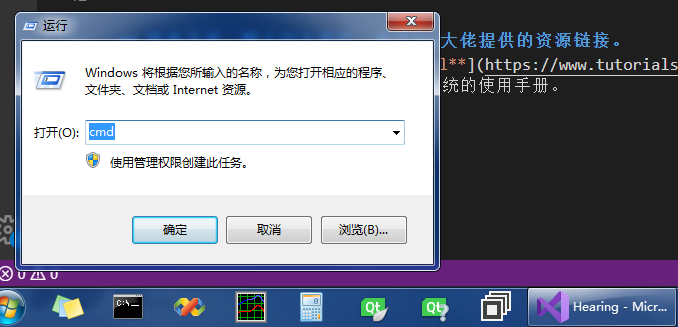 运行
大佬提供的资源链接。
l**](https://www.tutorials
统的使用手册。
Windows 将根据您所输入的名称，为您打开相应的程序、
文件夹、文档或 Internet 资源。
打开(O):
cmd
使用管理权限创建此任务。
确定
取消
浏览(B)...
0 0
C:\_
Qt
Qt
Hearing - Micr...